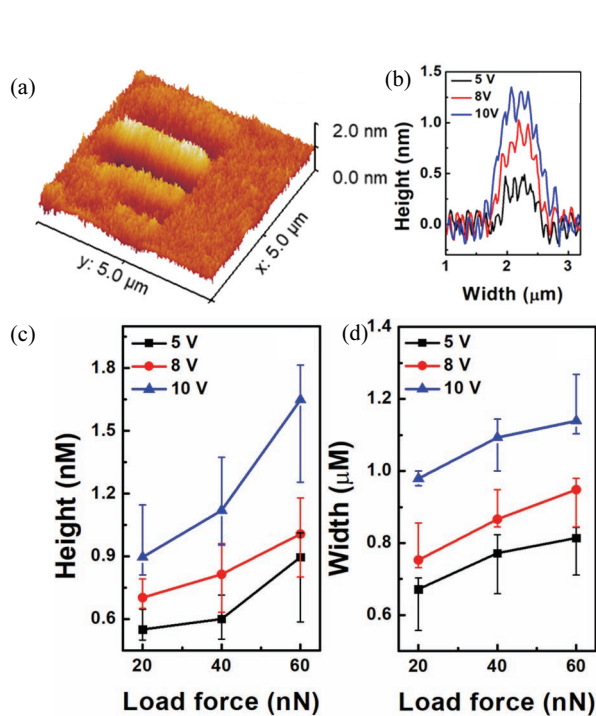 (a)
2.0 nm
0.0 nm
x: 5.0 µm
y: 5.0 µm
(b)
5 V
8V
10V
Height (nm)
1.5
1.0
0.5
0.0
1 2 3
Width (µm)
(c)
5 V
8 V
10 V
Height (nM)
1.8
1.5
1.2
0.9
0.6
20 40 60
Load force (nN)
(d)
5 V
8 V
10 V
Width (µM)
1.4
1.2
1.0
0.8
0.6
20 40 60
Load force (nN)